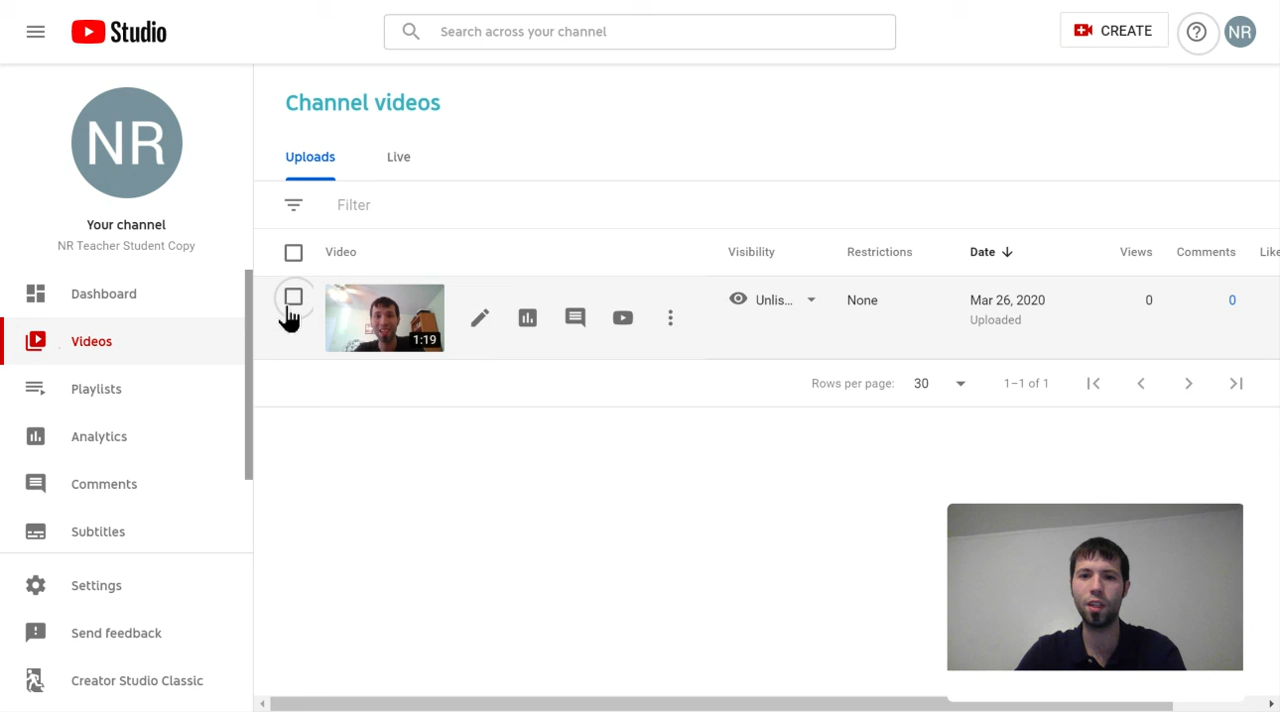 Studio
Search across your channel
CREATE
NR
NR
Your channel
NR Teacher Student Copy
Dashboard
Videos
Playlists
Analytics
Comments
Subtitles
Settings
Send feedback
Creator Studio Classic
Channel videos
Uploads Live
Filter
Video Visibility Restrictions Date Views Comments Like
1:19 Unlis... None Mar 26, 2020 0 0
Uploaded
Rows per page: 30 1–1 of 1